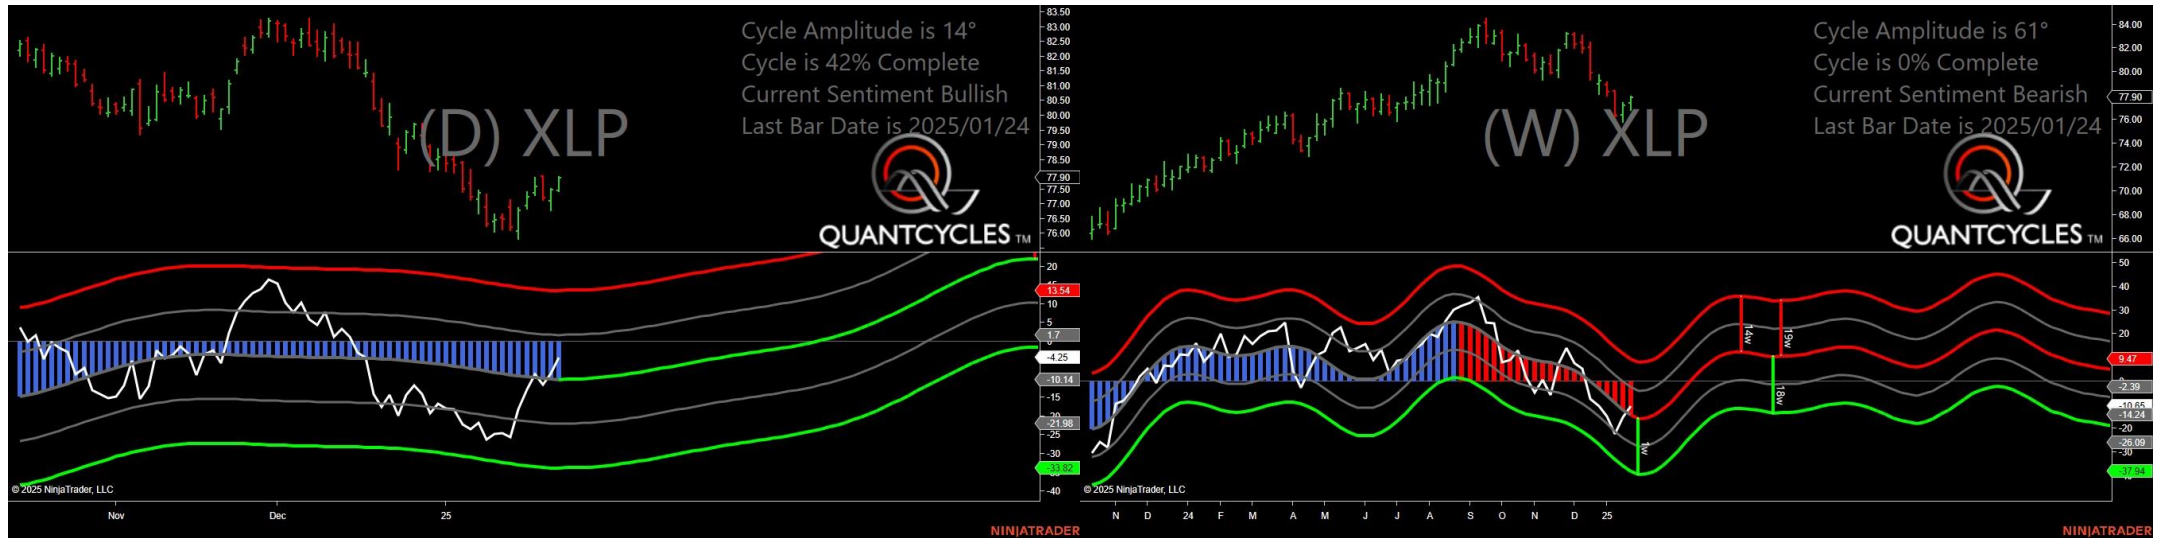 Cycle Amplitude is 14°
Cycle is 42% Complete
Current Sentiment Bullish
Last Bar Date is 2025/01/24
(D) XLP
QUANTCYCLES TM
83.50
83.00
82.50
82.00
81.50
81.00
80.50
80.00
79.50
79.00
78.50
77.90
77.50
77.00
76.50
76.00
20
13.54
10
5
1.7
-4.25
-10.14
-15
-21.98
-25
-30
-33.82
-40
© 2025 NinjaTrader, LLC
Nov Dec 25
NINJATRADER
Cycle Amplitude is 61°
Cycle is 0% Complete
Current Sentiment Bearish
Last Bar Date is 2025/01/24
(W) XLP
QUANTCYCLES TM
84.00
82.00
80.00
77.90
76.00
74.00
72.00
70.00
68.00
66.00
50
40
30
20
9.47
-2.39
-10.65
-14.24
-20
-26.09
-30
-37.94
14w
19w
18w
1w
© 2025 NinjaTrader, LLC
N D 24 F M A M J J A S O N D 25
NINJATRADER